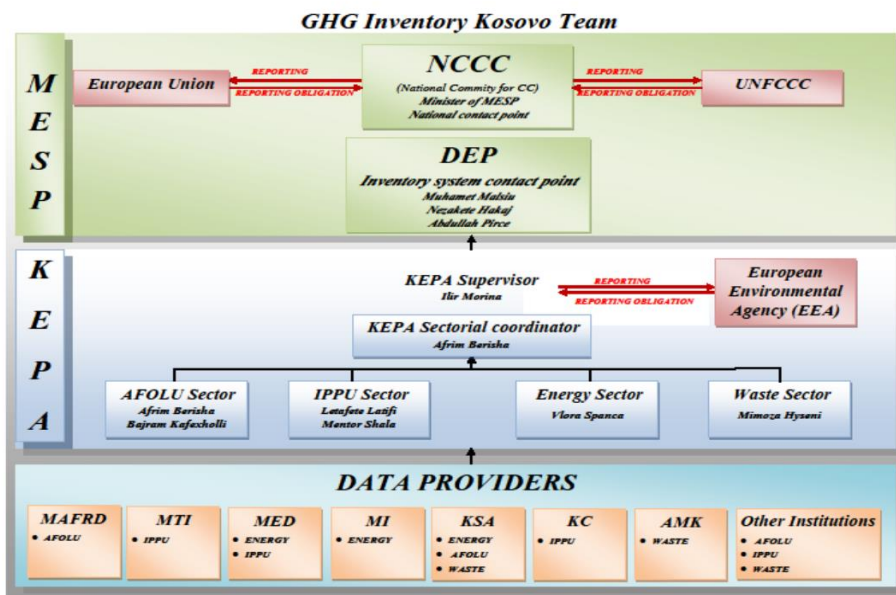 GHG Inventory Kosovo Team
M
E
S
P
European Union
REPORTING
REPORTING OBLIGATION
NCCC
(National Commity for CC)
Minister of MESP
National contact point
REPORTING
REPORTING OBLIGATION
UNFCCC
DEP
Inventory system contact point
Muhamet Malsiu
Nezakete Hakaj
Abdullah Pirce
K
E
P
A
KEPA Supervisor
Ilir Morina
REPORTING
REPORTING OBLIGATION
European
Environmental
Agency (EEA)
KEPA Sectorial coordinator
Afrim Berisha
AFOLU Sector
Afrim Berisha
Bajram Kafexholli
IPPU Sector
Letafete Latifi
Mentor Shala
Energy Sector
Vlora Spanca
Waste Sector
Mimoza Hyseni
DATA PROVIDERS
MAFRD
• AFOLU
MTI
• IPPU
MED
• ENERGY
• IPPU
MI
• ENERGY
KSA
• ENERGY
• AFOLU
• WASTE
KC
• IPPU
AMK
• WASTE
Other Institutions
• AFOLU
• IPPU
• WASTE